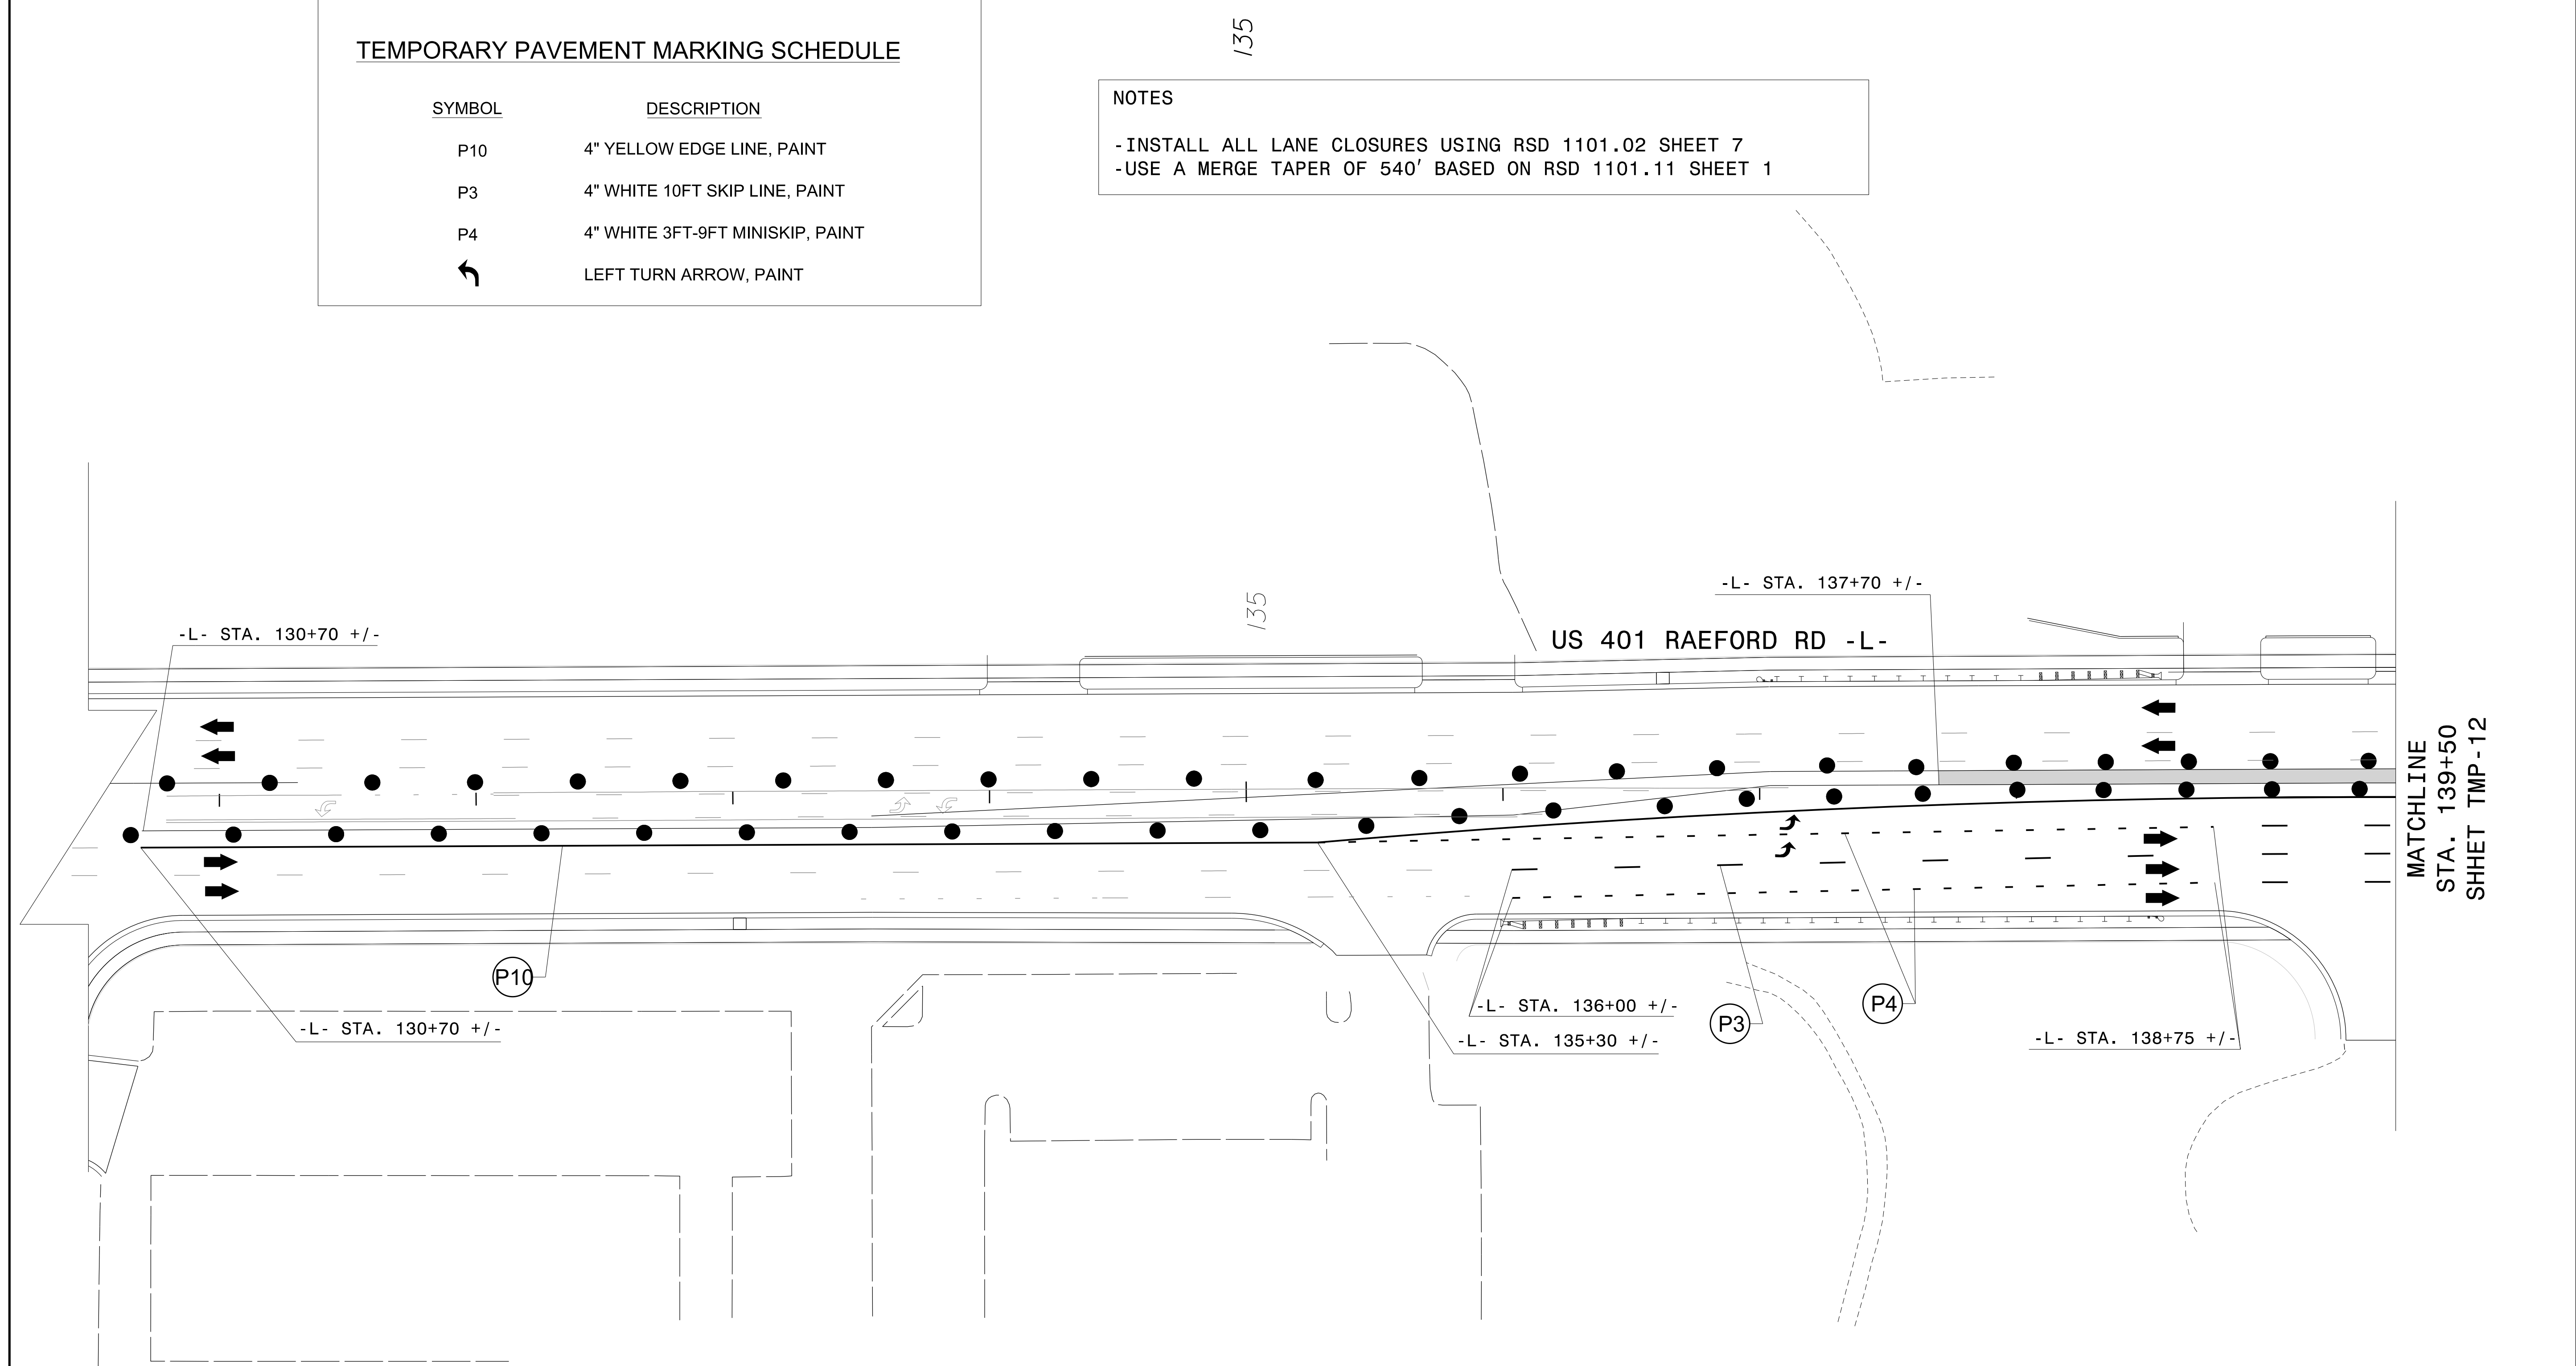 TEMPORARY PAVEMENT MARKING SCHEDULE
SYMBOL DESCRIPTION
P10 4" YELLOW EDGE LINE, PAINT
P3 4" WHITE 10FT SKIP LINE, PAINT
P4 4" WHITE 3FT-9FT MINISKIP, PAINT
LEFT TURN ARROW, PAINT
135
NOTES
-INSTALL ALL LANE CLOSURES USING RSD 1101.02 SHEET 7
-USE A MERGE TAPER OF 540' BASED ON RSD 1101.11 SHEET 1
-L- STA. 137+70 +/-
135
-L- STA. 130+70 +/-
US 401 RAEFORD RD -L-
MATCHLINE
STA. 139+50
SHHET TMP-12
P10
-L- STA. 136+00 +/-
P3
P4
-L- STA. 130+70 +/-
-L- STA. 135+30 +/-
-L- STA. 138+75 +/-